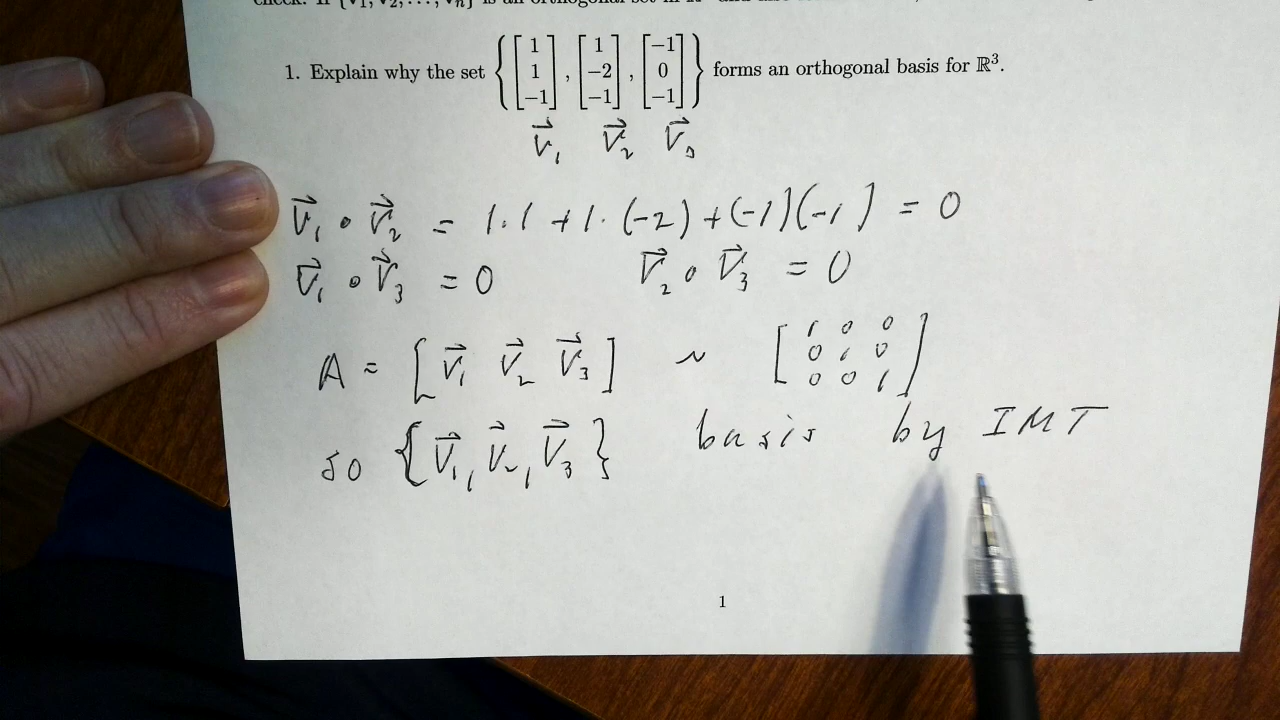 1. Explain why the set { [1 1 -1], [1 -2 -1], [-1 0 -1] } forms an orthogonal basis for ℝ³.
v⃗₁ v⃗₂ v⃗₃
v⃗₁ ∘ v⃗₂ = 1·1 + 1·(-2) + (-1)(-1) = 0
v⃗₁ ∘ v⃗₃ = 0 v⃗₂ ∘ v⃗₃ = 0
A = [v⃗₁ v⃗₂ v⃗₃] ~ [1 0 0 0 1 0 0 0 1]
so {v⃗₁, v⃗₂, v⃗₃} basis by IMT
1